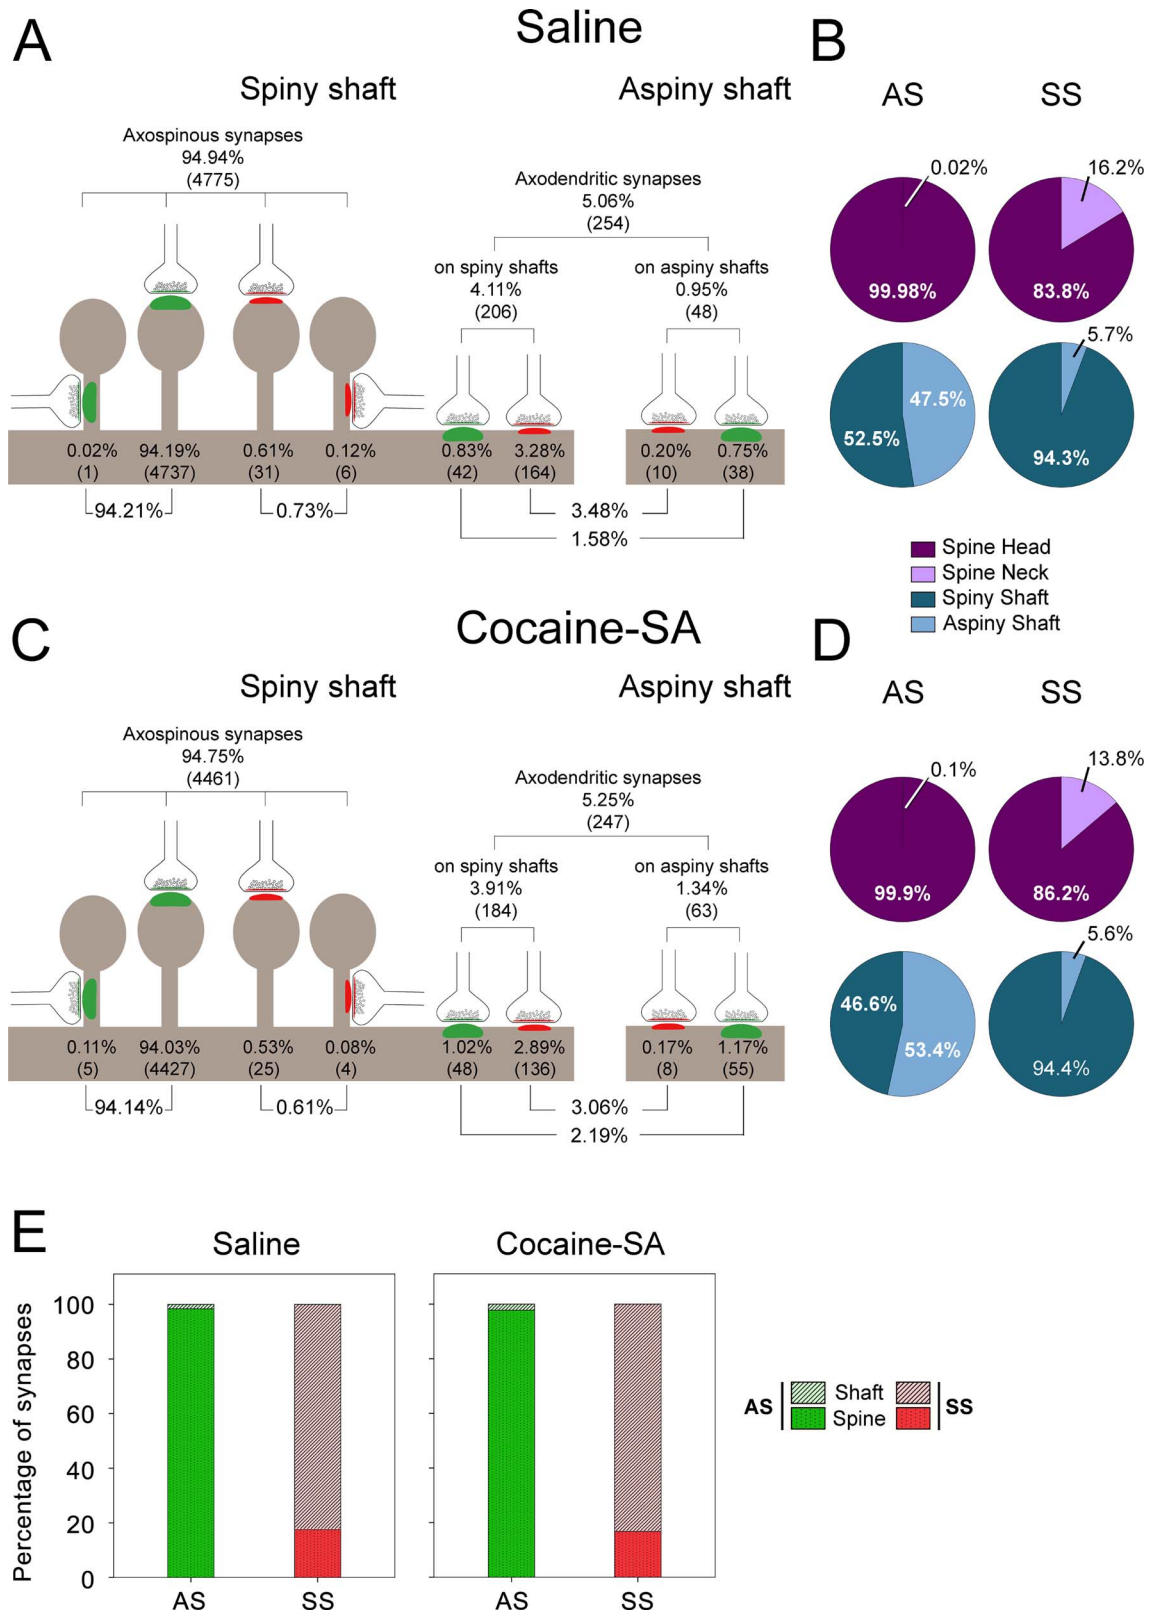 A
Saline
B
Spiny shaft
Aspiny shaft
AS
SS
Axospinous synapses
94.94%
(4775)
Axodendritic synapses
5.06%
(254)
on spiny shafts
4.11%
(206)
on aspiny shafts
0.95%
(48)
0.02%
(1)
94.19%
(4737)
0.61%
(31)
0.12%
(6)
0.83%
(42)
3.28%
(164)
0.20%
(10)
0.75%
(38)
94.21%
0.73%
3.48%
1.58%
0.02%
99.98%
16.2%
83.8%
47.5%
52.5%
5.7%
94.3%
Spine Head
Spine Neck
Spiny Shaft
Aspiny Shaft
C
Cocaine-SA
D
Spiny shaft
Aspiny shaft
AS
SS
Axospinous synapses
94.75%
(4461)
Axodendritic synapses
5.25%
(247)
on spiny shafts
3.91%
(184)
on aspiny shafts
1.34%
(63)
0.11%
(5)
94.03%
(4427)
0.53%
(25)
0.08%
(4)
1.02%
(48)
2.89%
(136)
0.17%
(8)
1.17%
(55)
94.14%
0.61%
3.06%
2.19%
0.1%
99.9%
13.8%
86.2%
46.6%
53.4%
5.6%
94.4%
E
Saline
Cocaine-SA
Percentage of synapses
100
80
60
40
20
0
AS
SS
AS
SS
AS
Shaft
Spine
SS